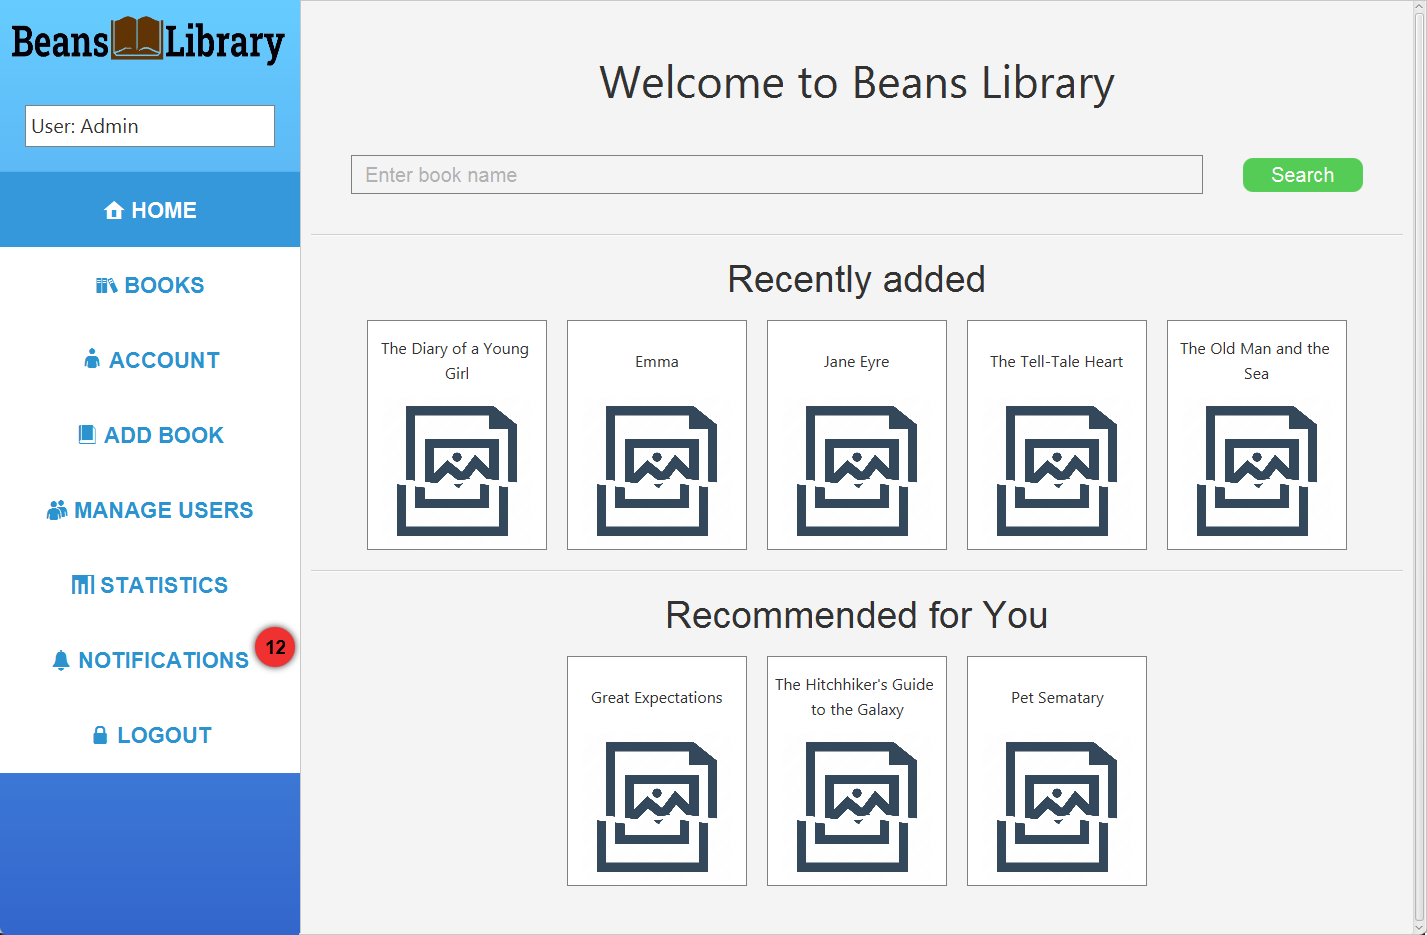 Beans Library
User: Admin
HOME
BOOKS
ACCOUNT
ADD BOOK
MANAGE USERS
STATISTICS
NOTIFICATIONS
12
LOGOUT
Welcome to Beans Library
Enter book name
Search
Recently added
The Diary of a Young
Girl
Emma
Jane Eyre
The Tell-Tale Heart
The Old Man and the
Sea
Recommended for You
Great Expectations
The Hitchhiker's Guide
to the Galaxy
Pet Sematary